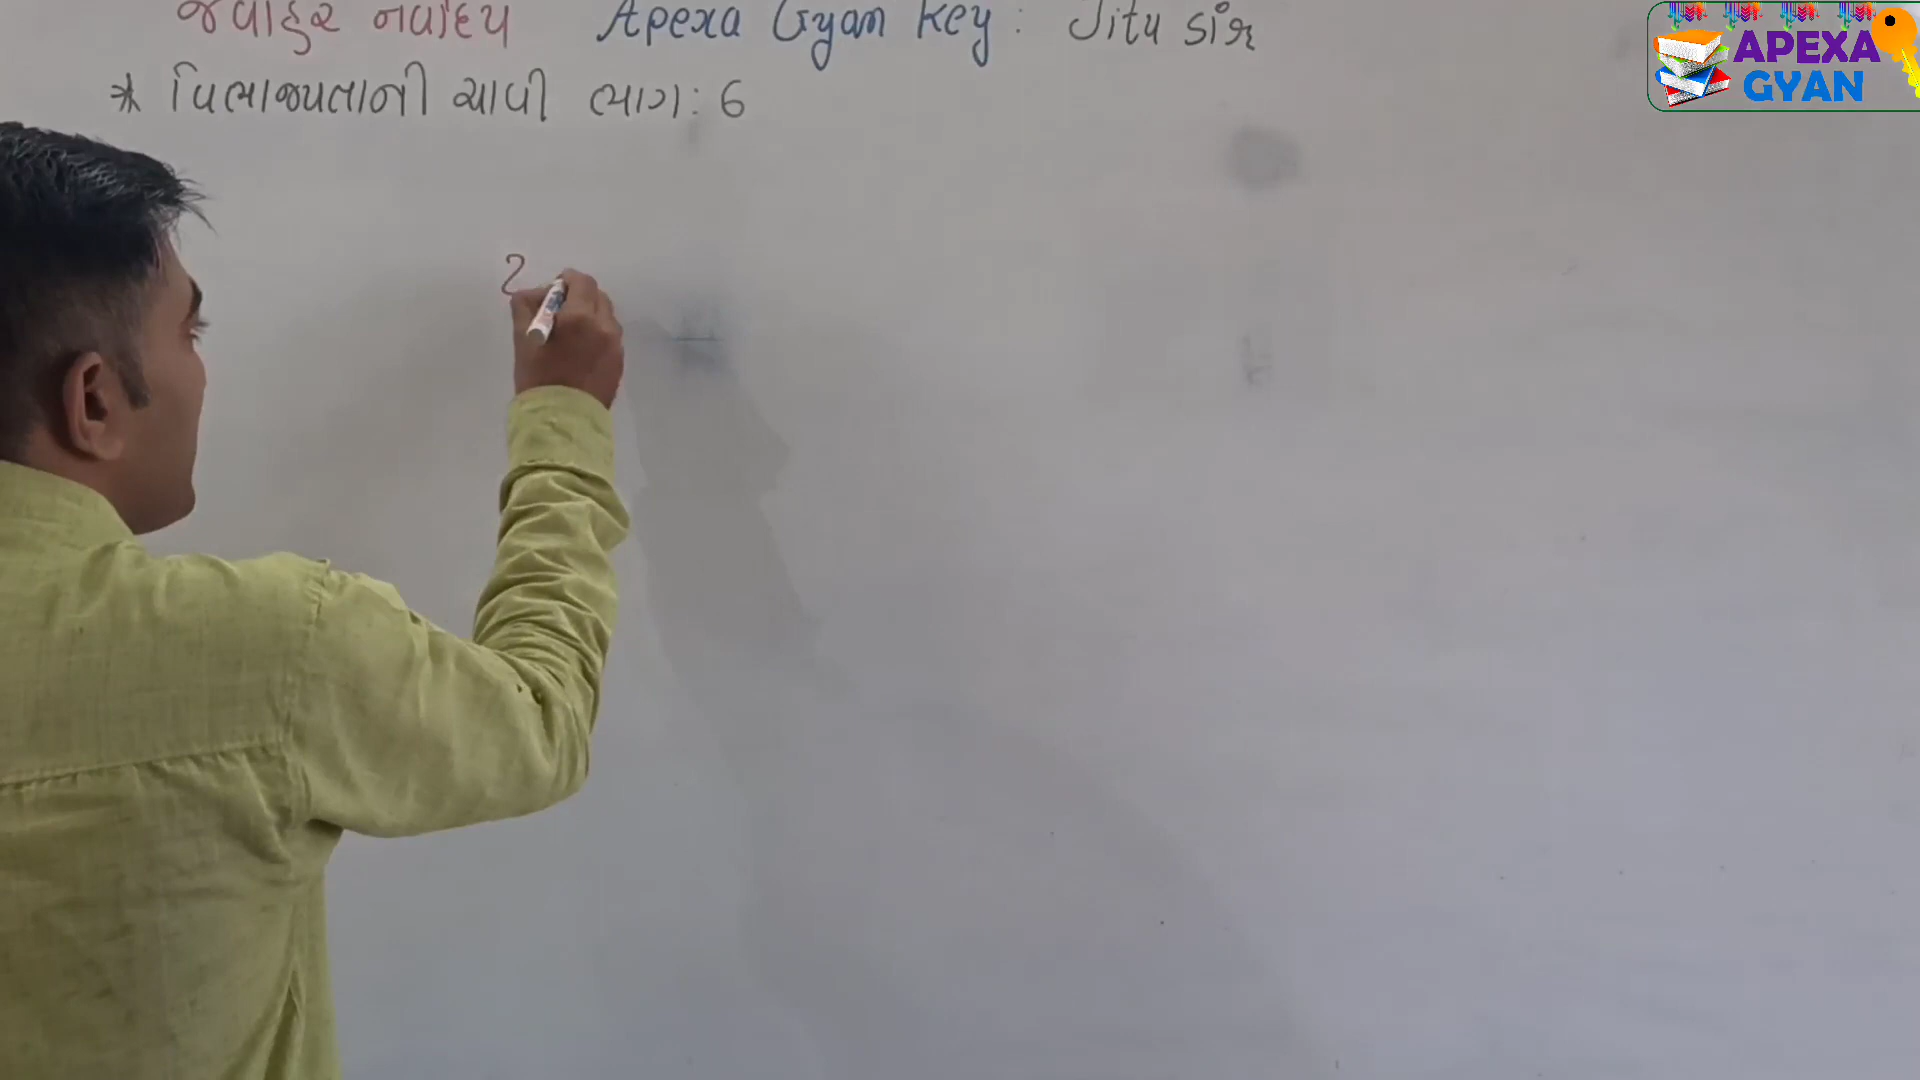 જવાહર નવોદય Apexa Gyan Key : Jitu સર
* વિભાજ્યતાની ચાવી ભાગ : 6
2
APEXA
GYAN